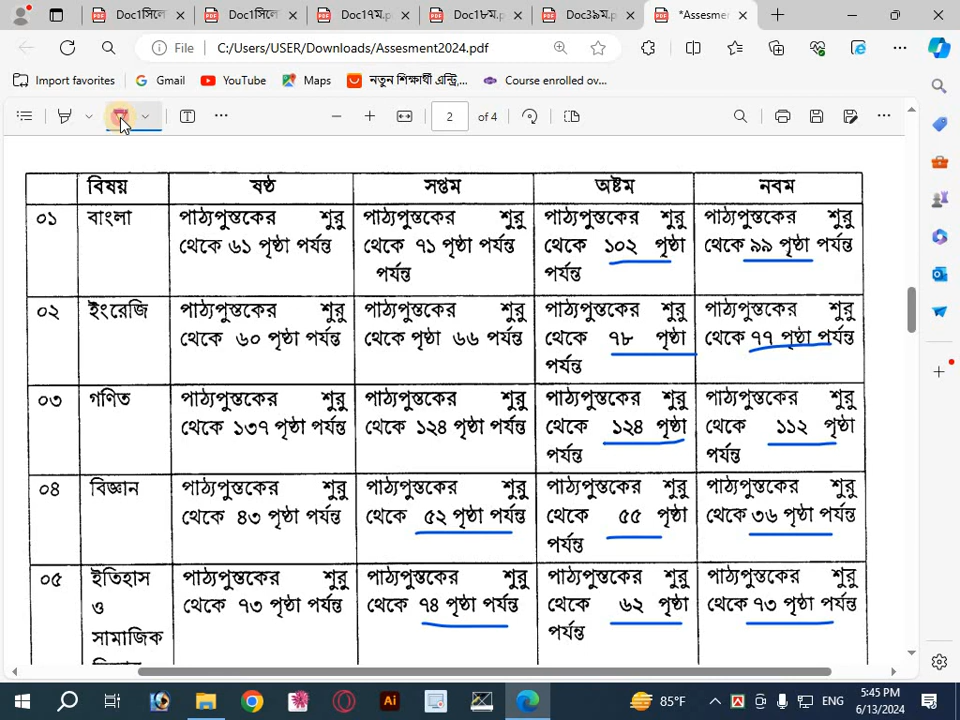 Doc1সিলে
Doc1সিলে
Doc17ম.p
Doc১৮ম.p
Doc3৯ম.p
*Assesmer
File C:/Users/USER/Downloads/Assesment2024.pdf
Import favorites Gmail YouTube Maps নতুন শিক্ষার্থী এন্ট্রি,... Course enrolled ov...
2 of 4
বিষয় ষষ্ঠ সপ্তম অষ্টম নবম
০১ বাংলা
পাঠ্যপুস্তকের শুরু
থেকে ৬১ পৃষ্ঠা পর্যন্ত
পাঠ্যপুস্তকের শুরু
থেকে ৭১ পৃষ্ঠা পর্যন্ত
পর্যন্ত
পাঠ্যপুস্তকের শুরু
থেকে ১০২ পৃষ্ঠা
পর্যন্ত
পাঠ্যপুস্তকের শুরু
থেকে ৯৯ পৃষ্ঠা পর্যন্ত
০২ ইংরেজি
পাঠ্যপুস্তকের শুরু
থেকে ৬০ পৃষ্ঠা পর্যন্ত
পাঠ্যপুস্তকের শুরু
থেকে পৃষ্ঠা ৬৬ পর্যন্ত
পাঠ্যপুস্তকের শুরু
থেকে ৭৮ পৃষ্ঠা
পর্যন্ত
পাঠ্যপুস্তকের শুরু
থেকে ৭৭ পৃষ্ঠা পর্যন্ত
০৩ গণিত
পাঠ্যপুস্তকের শুরু
থেকে ১৩৭ পৃষ্ঠা পর্যন্ত
পাঠ্যপুস্তকের শুরু
থেকে ১২৪ পৃষ্ঠা পর্যন্ত
পাঠ্যপুস্তকের শুরু
থেকে ১২৪ পৃষ্ঠা
পর্যন্ত
পাঠ্যপুস্তকের শুরু
থেকে ১১২ পৃষ্ঠা
পর্যন্ত
০৪ বিজ্ঞান
পাঠ্যপুস্তকের শুরু
থেকে ৪৩ পৃষ্ঠা পর্যন্ত
পাঠ্যপুস্তকের শুরু
থেকে ৫২ পৃষ্ঠা পর্যন্ত
পাঠ্যপুস্তকের শুরু
থেকে ৫৫ পৃষ্ঠা
পর্যন্ত
পাঠ্যপুস্তকের শুরু
থেকে ৩৬ পৃষ্ঠা পর্যন্ত
০৫ ইতিহাস
ও
সামাজিক
পাঠ্যপুস্তকের শুরু
থেকে ৭৩ পৃষ্ঠা পর্যন্ত
পাঠ্যপুস্তকের শুরু
থেকে ৭৪ পৃষ্ঠা পর্যন্ত
পাঠ্যপুস্তকের শুরু
থেকে ৬২ পৃষ্ঠা
পর্যন্ত
পাঠ্যপুস্তকের শুরু
থেকে ৭৩ পৃষ্ঠা পর্যন্ত
85°F ENG
5:45 PM
6/13/2024